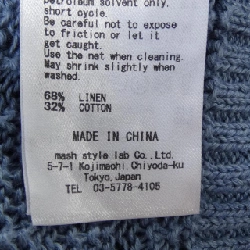 petroleum solvent only,
short cycle.
Be careful not to expose
to friction or let it
get caught.
Use the net when cleaning.
May shrink slightly when
washed.
68% LINEN
32% COTTON
MADE IN CHINA
mash style lab Co.,Ltd.
5-7-1 Kojimachi,Chiyoda-ku
Tokyo,Japan
TEL 03-5778-4105